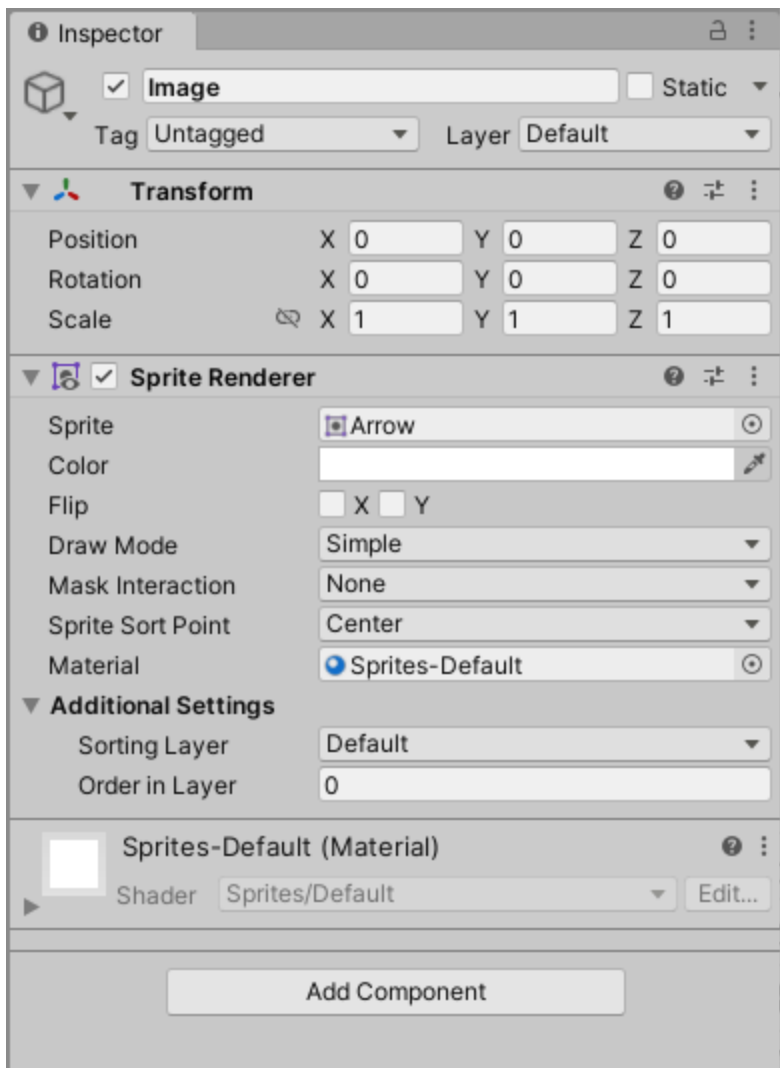 Inspector
Image Static
Tag Untagged Layer Default
Transform
Position X 0 Y 0 Z 0
Rotation X 0 Y 0 Z 0
Scale X 1 Y 1 Z 1
Sprite Renderer
Sprite Arrow
Color
Flip X Y
Draw Mode Simple
Mask Interaction None
Sprite Sort Point Center
Material Sprites-Default
Additional Settings
Sorting Layer Default
Order in Layer 0
Sprites-Default (Material)
Shader Sprites/Default Edit...
Add Component